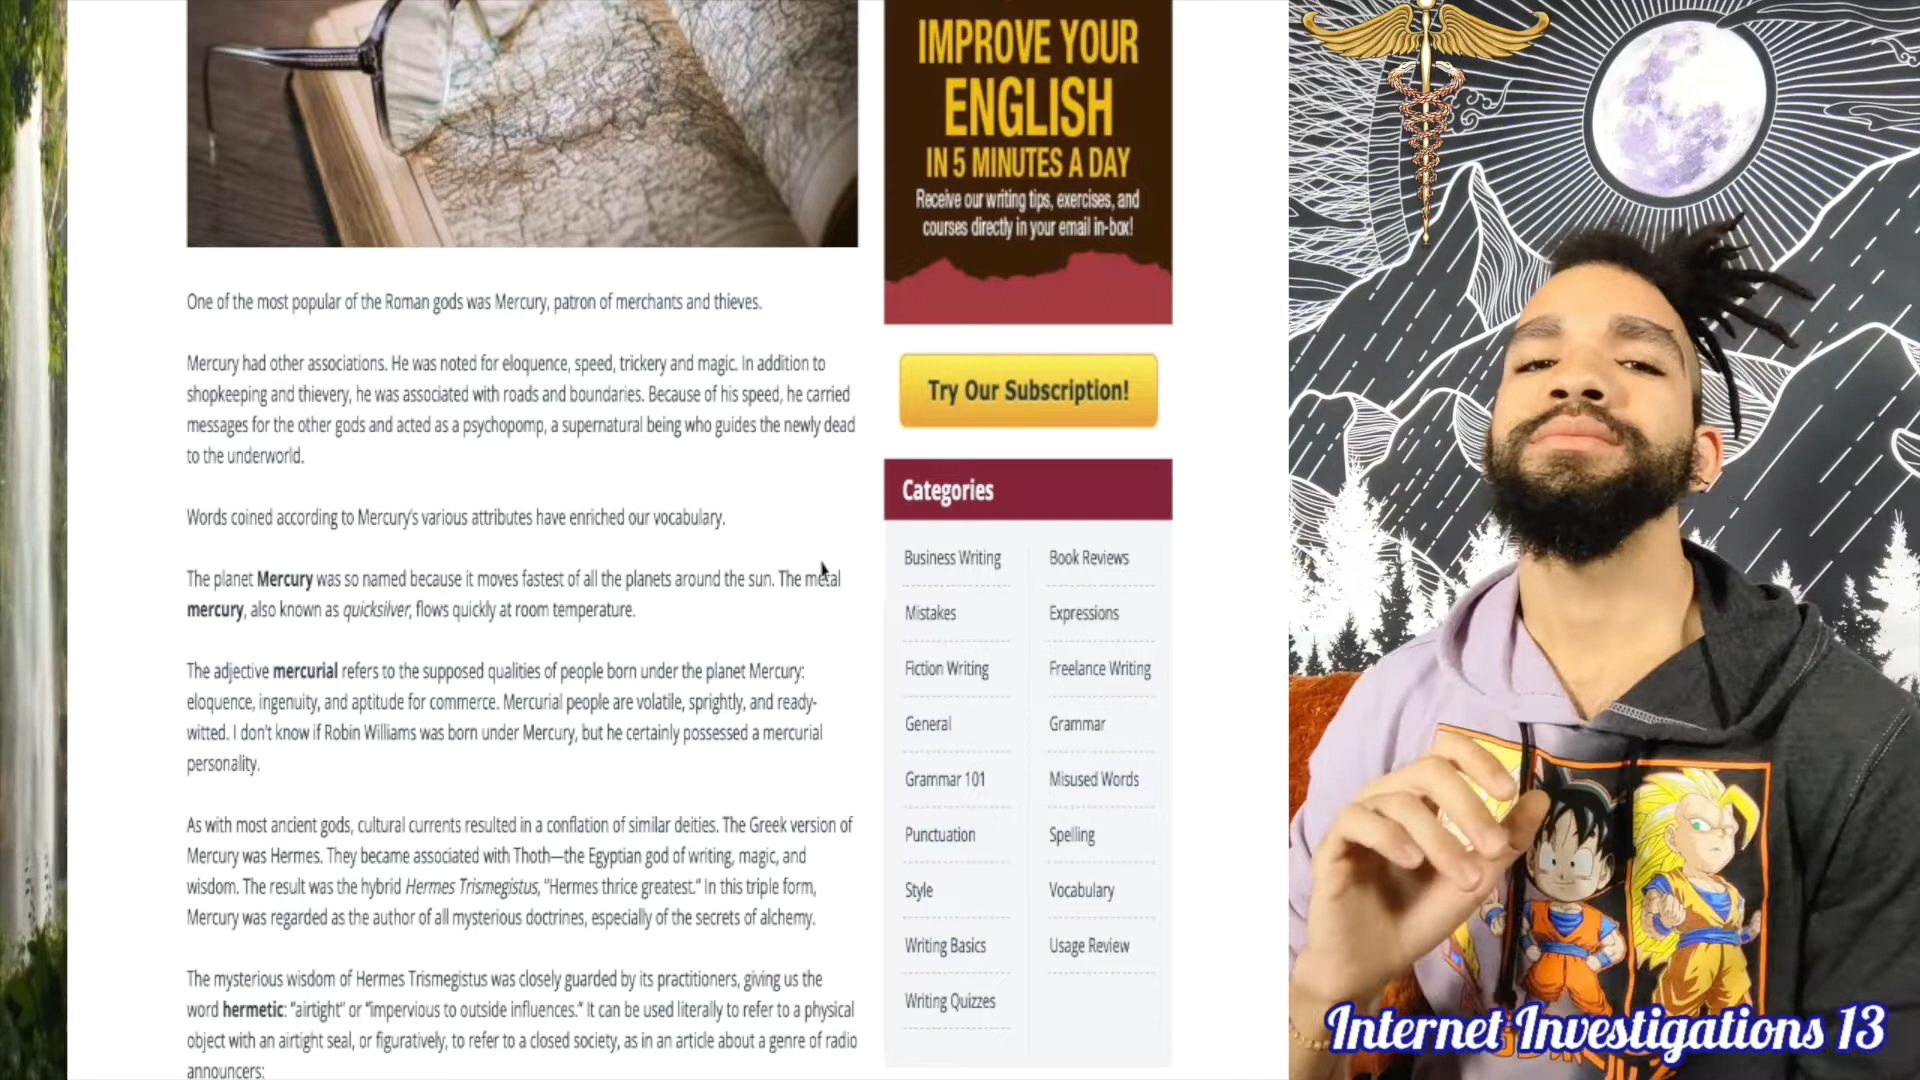 IMPROVE YOUR
ENGLISH
IN 5 MINUTES A DAY
Receive our writing tips, exercises, and
courses directly in your email in-box!
One of the most popular of the Roman gods was Mercury, patron of merchants and thieves.
Mercury had other associations. He was noted for eloquence, speed, trickery and magic. In addition to
shopkeeping and thievery, he was associated with roads and boundaries. Because of his speed, he carried
messages for the other gods and acted as a psychopomp, a supernatural being who guides the newly dead
to the underworld.
Words coined according to Mercury's various attributes have enriched our vocabulary.
The planet Mercury was so named because it moves fastest of all the planets around the sun. The metal
mercury, also known as quicksilver, flows quickly at room temperature.
The adjective mercurial refers to the supposed qualities of people born under the planet Mercury:
eloquence, ingenuity, and aptitude for commerce. Mercurial people are volatile, sprightly, and ready-
witted. I don't know if Robin Williams was born under Mercury, but he certainly possessed a mercurial
personality.
As with most ancient gods, cultural currents resulted in a conflation of similar deities. The Greek version of
Mercury was Hermes. They became associated with Thoth—the Egyptian god of writing, magic, and
wisdom. The result was the hybrid Hermes Trismegistus, "Hermes thrice greatest." In this triple form,
Mercury was regarded as the author of all mysterious doctrines, especially of the secrets of alchemy.
The mysterious wisdom of Hermes Trismegistus was closely guarded by its practitioners, giving us the
word hermetic: "airtight" or "impervious to outside influences." It can be used literally to refer to a physical
object with an airtight seal, or figuratively, to refer to a closed society, as in an article about a genre of radio
announcers:
Try Our Subscription!
Categories
Business Writing
Book Reviews
Mistakes
Expressions
Fiction Writing
Freelance Writing
General
Grammar
Grammar 101
Misused Words
Punctuation
Spelling
Style
Vocabulary
Writing Basics
Usage Review
Writing Quizzes
Internet Investigations 13